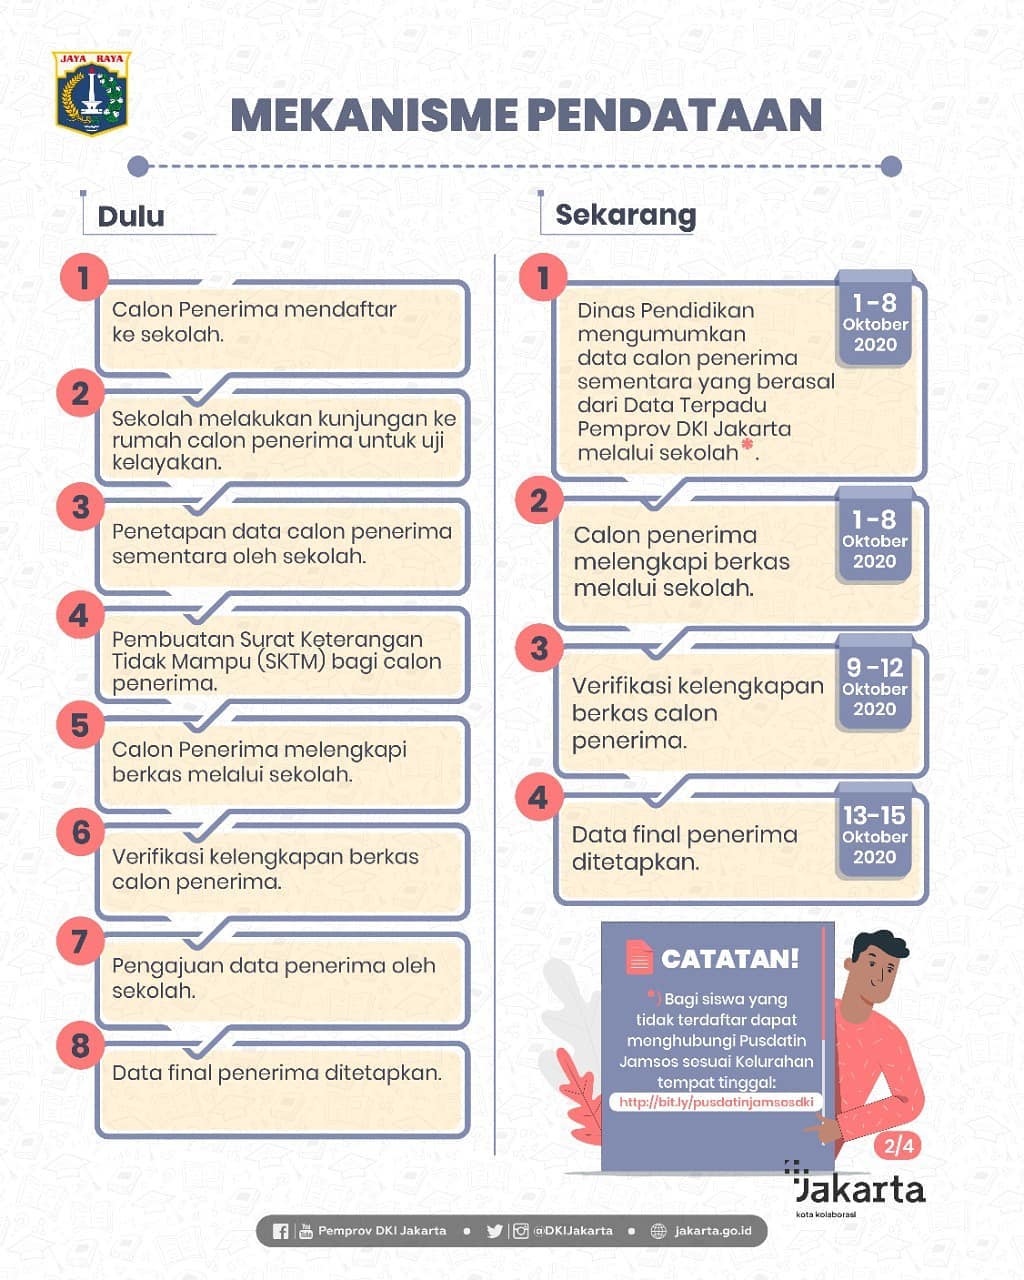 JAYA RAYA
MEKANISME PENDATAAN
Dulu
1
Calon Penerima mendaftar
ke sekolah.
2
Sekolah melakukan kunjungan ke
rumah calon penerima untuk uji
kelayakan.
3
Penetapan data calon penerima
sementara oleh sekolah.
4
Pembuatan Surat Keterangan
Tidak Mampu (SKTM) bagi calon
penerima.
5
Calon Penerima melengkapi
berkas melalui sekolah.
6
Verifikasi kelengkapan berkas
calon penerima.
7
Pengajuan data penerima oleh
sekolah.
8
Data final penerima ditetapkan.
Sekarang
1
Dinas Pendidikan
mengumumkan
data calon penerima
sementara yang berasal
dari Data Terpadu
Pemprov DKI Jakarta
melalui sekolah*.
1-8
Oktober
2020
2
Calon penerima
melengkapi berkas
melalui sekolah.
1-8
Oktober
2020
3
Verifikasi kelengkapan
berkas calon
penerima.
9-12
Oktober
2020
4
Data final penerima
ditetapkan.
13-15
Oktober
2020
CATATAN!
*) Bagi siswa yang
tidak terdaftar dapat
menghubungi Pusdatin
Jamsos sesuai Kelurahan
tempat tinggal:
http://bit.ly/pusdatinjamsosdki
2/4
Jakarta
kota kolaborasi
Pemprov DKI Jakarta • @DKIJakarta • jakarta.go.id